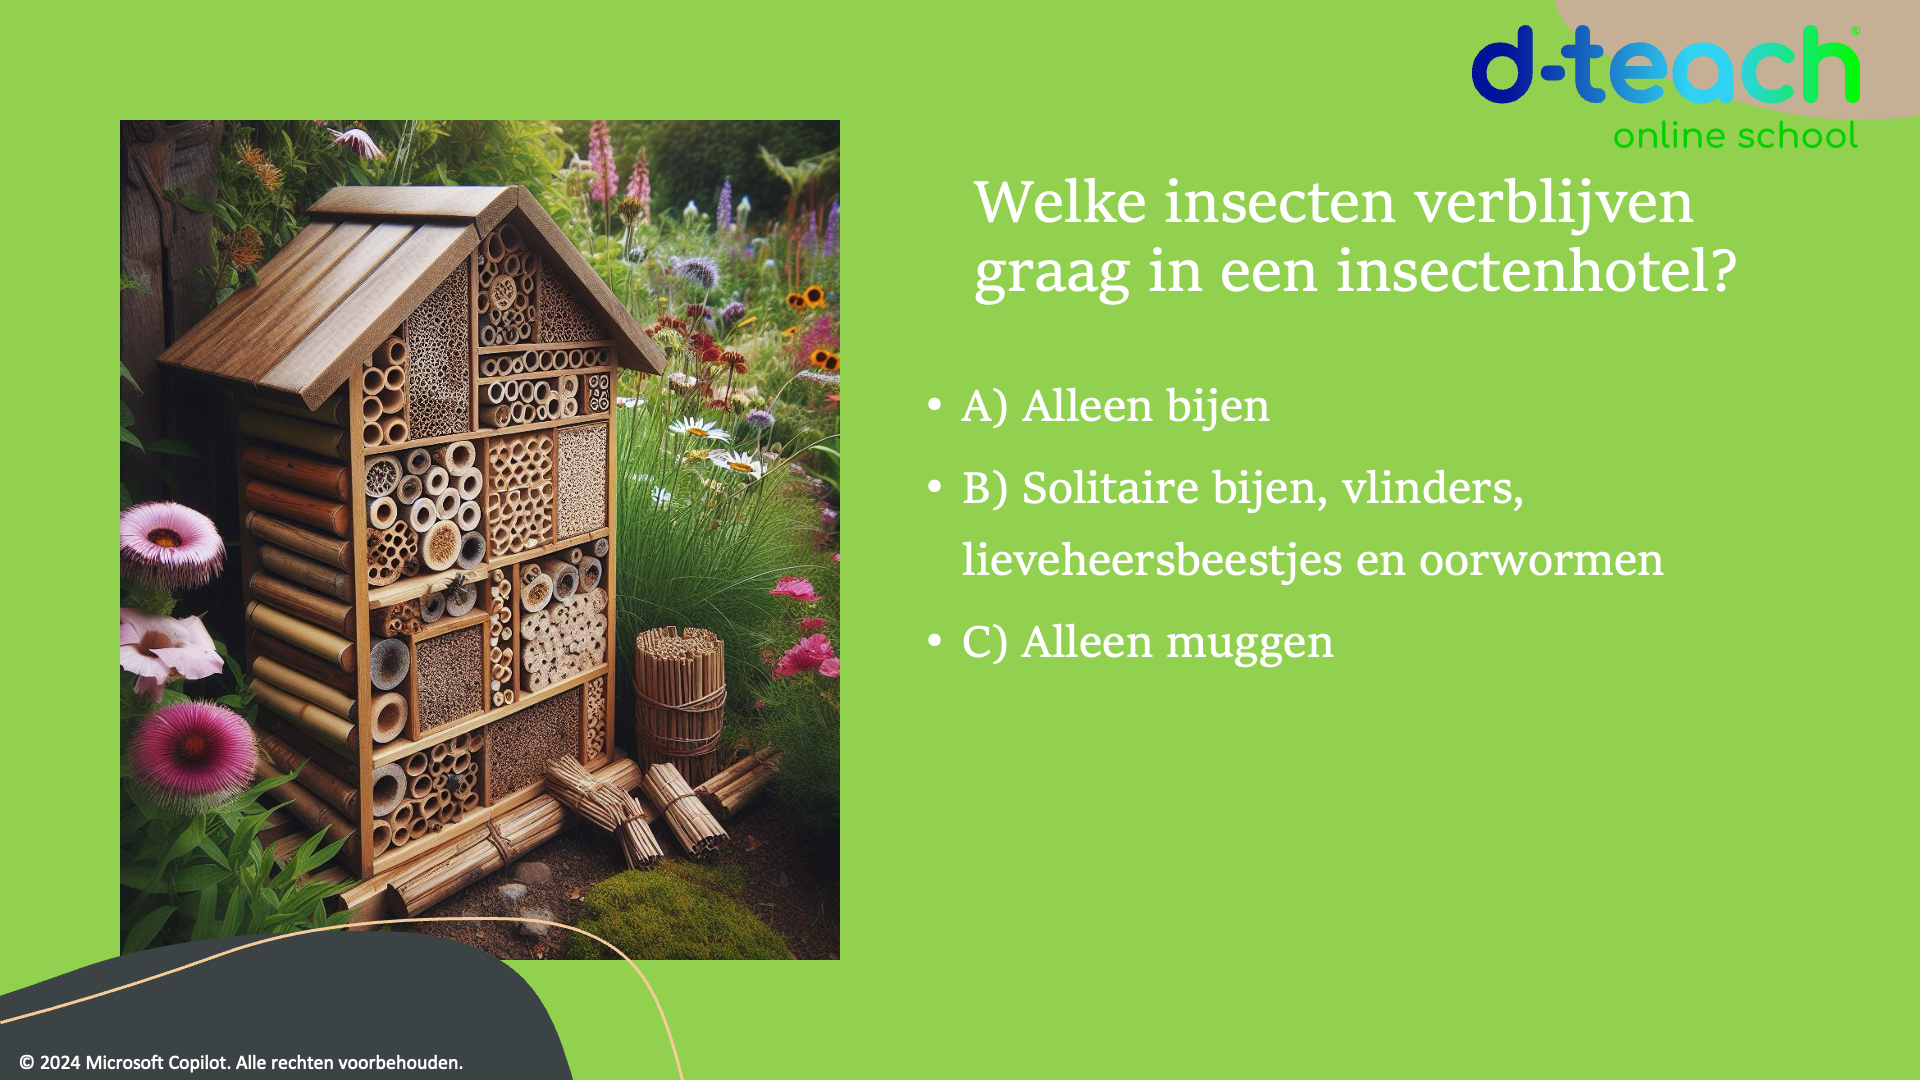 d-teach®
online school
Welke insecten verblijven
graag in een insectenhotel?
• A) Alleen bijen
• B) Solitaire bijen, vlinders,
lieveheersbeestjes en oorwormen
• C) Alleen muggen
© 2024 Microsoft Copilot. Alle rechten voorbehouden.